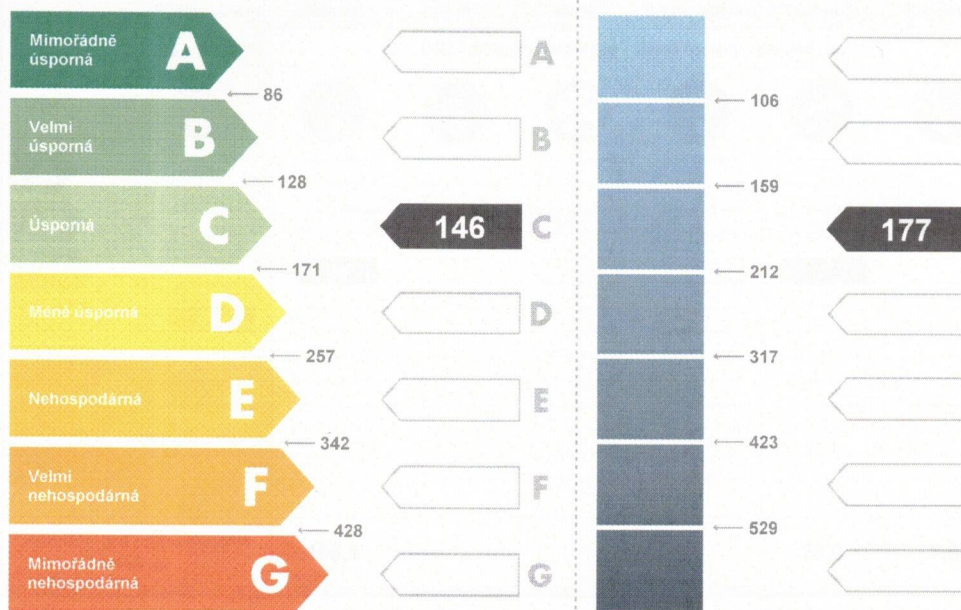 Mimořádně
úsporná
A
A
86
106
Velmi
úsporná
B
B
128
159
Úsporná
C
146
C
177
171
212
Méně úsporná
D
D
257
317
Nehospodárná
E
E
342
423
Velmi
nehospodárná
F
F
428
529
Mimořádně
nehospodárná
G
G